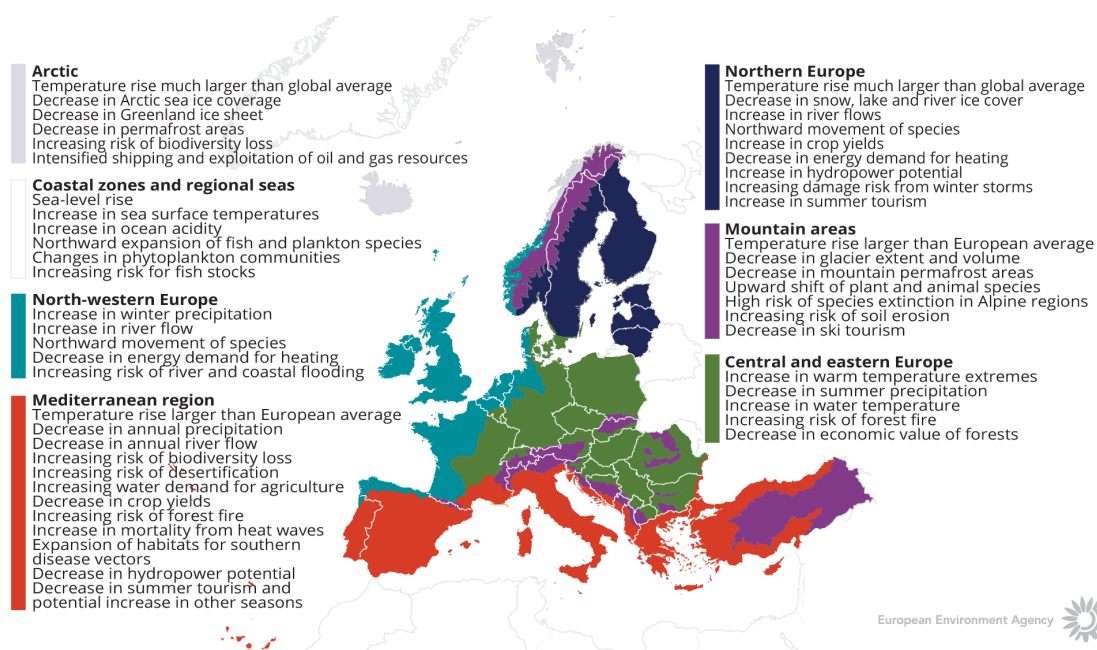 Arctic
Temperature rise much larger than global average
Decrease in Arctic sea ice coverage
Decrease in Greenland ice sheet
Decrease in permafrost areas
Increasing risk of biodiversity loss
Intensified shipping and exploitation of oil and gas resources
Coastal zones and regional seas
Sea-level rise
Increase in sea surface temperatures
Increase in ocean acidity
Northward expansion of fish and plankton species
Changes in phytoplankton communities
Increasing risk for fish stocks
North-western Europe
Increase in winter precipitation
Increase in river flow
Northward movement of species
Decrease in energy demand for heating
Increasing risk of river and coastal flooding
Mediterranean region
Temperature rise larger than European average
Decrease in annual precipitation
Decrease in annual river flow
Increasing risk of biodiversity loss
Increasing risk of desertification
Increasing water demand for agriculture
Decrease in crop yields
Increasing risk of forest fire
Increase in mortality from heat waves
Expansion of habitats for southern
disease vectors
Decrease in hydropower potential
Decrease in summer tourism and
potential increase in other seasons
Northern Europe
Temperature rise much larger than global average
Decrease in snow, lake and river ice cover
Increase in river flows
Northward movement of species
Increase in crop yields
Decrease in energy demand for heating
Increase in hydropower potential
Increasing damage risk from winter storms
Increase in summer tourism
Mountain areas
Temperature rise larger than European average
Decrease in glacier extent and volume
Decrease in mountain permafrost areas
Upward shift of plant and animal species
High risk of species extinction in Alpine regions
Increasing risk of soil erosion
Decrease in ski tourism
Central and eastern Europe
Increase in warm temperature extremes
Decrease in summer precipitation
Increase in water temperature
Increasing risk of forest fire
Decrease in economic value of forests
European Environment Agency